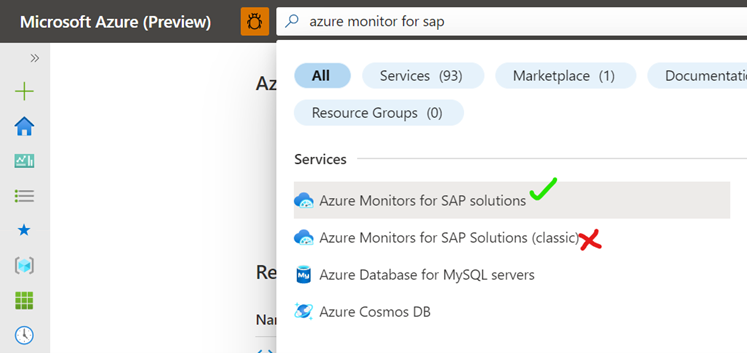 Microsoft Azure (Preview)
azure monitor for sap
All
Services (93)
Marketplace (1)
Documentati
Resource Groups (0)
Az
Services
Azure Monitors for SAP solutions
Azure Monitors for SAP Solutions (classic)
My
Azure Database for MySQL servers
Re
Azure Cosmos DB
Nar